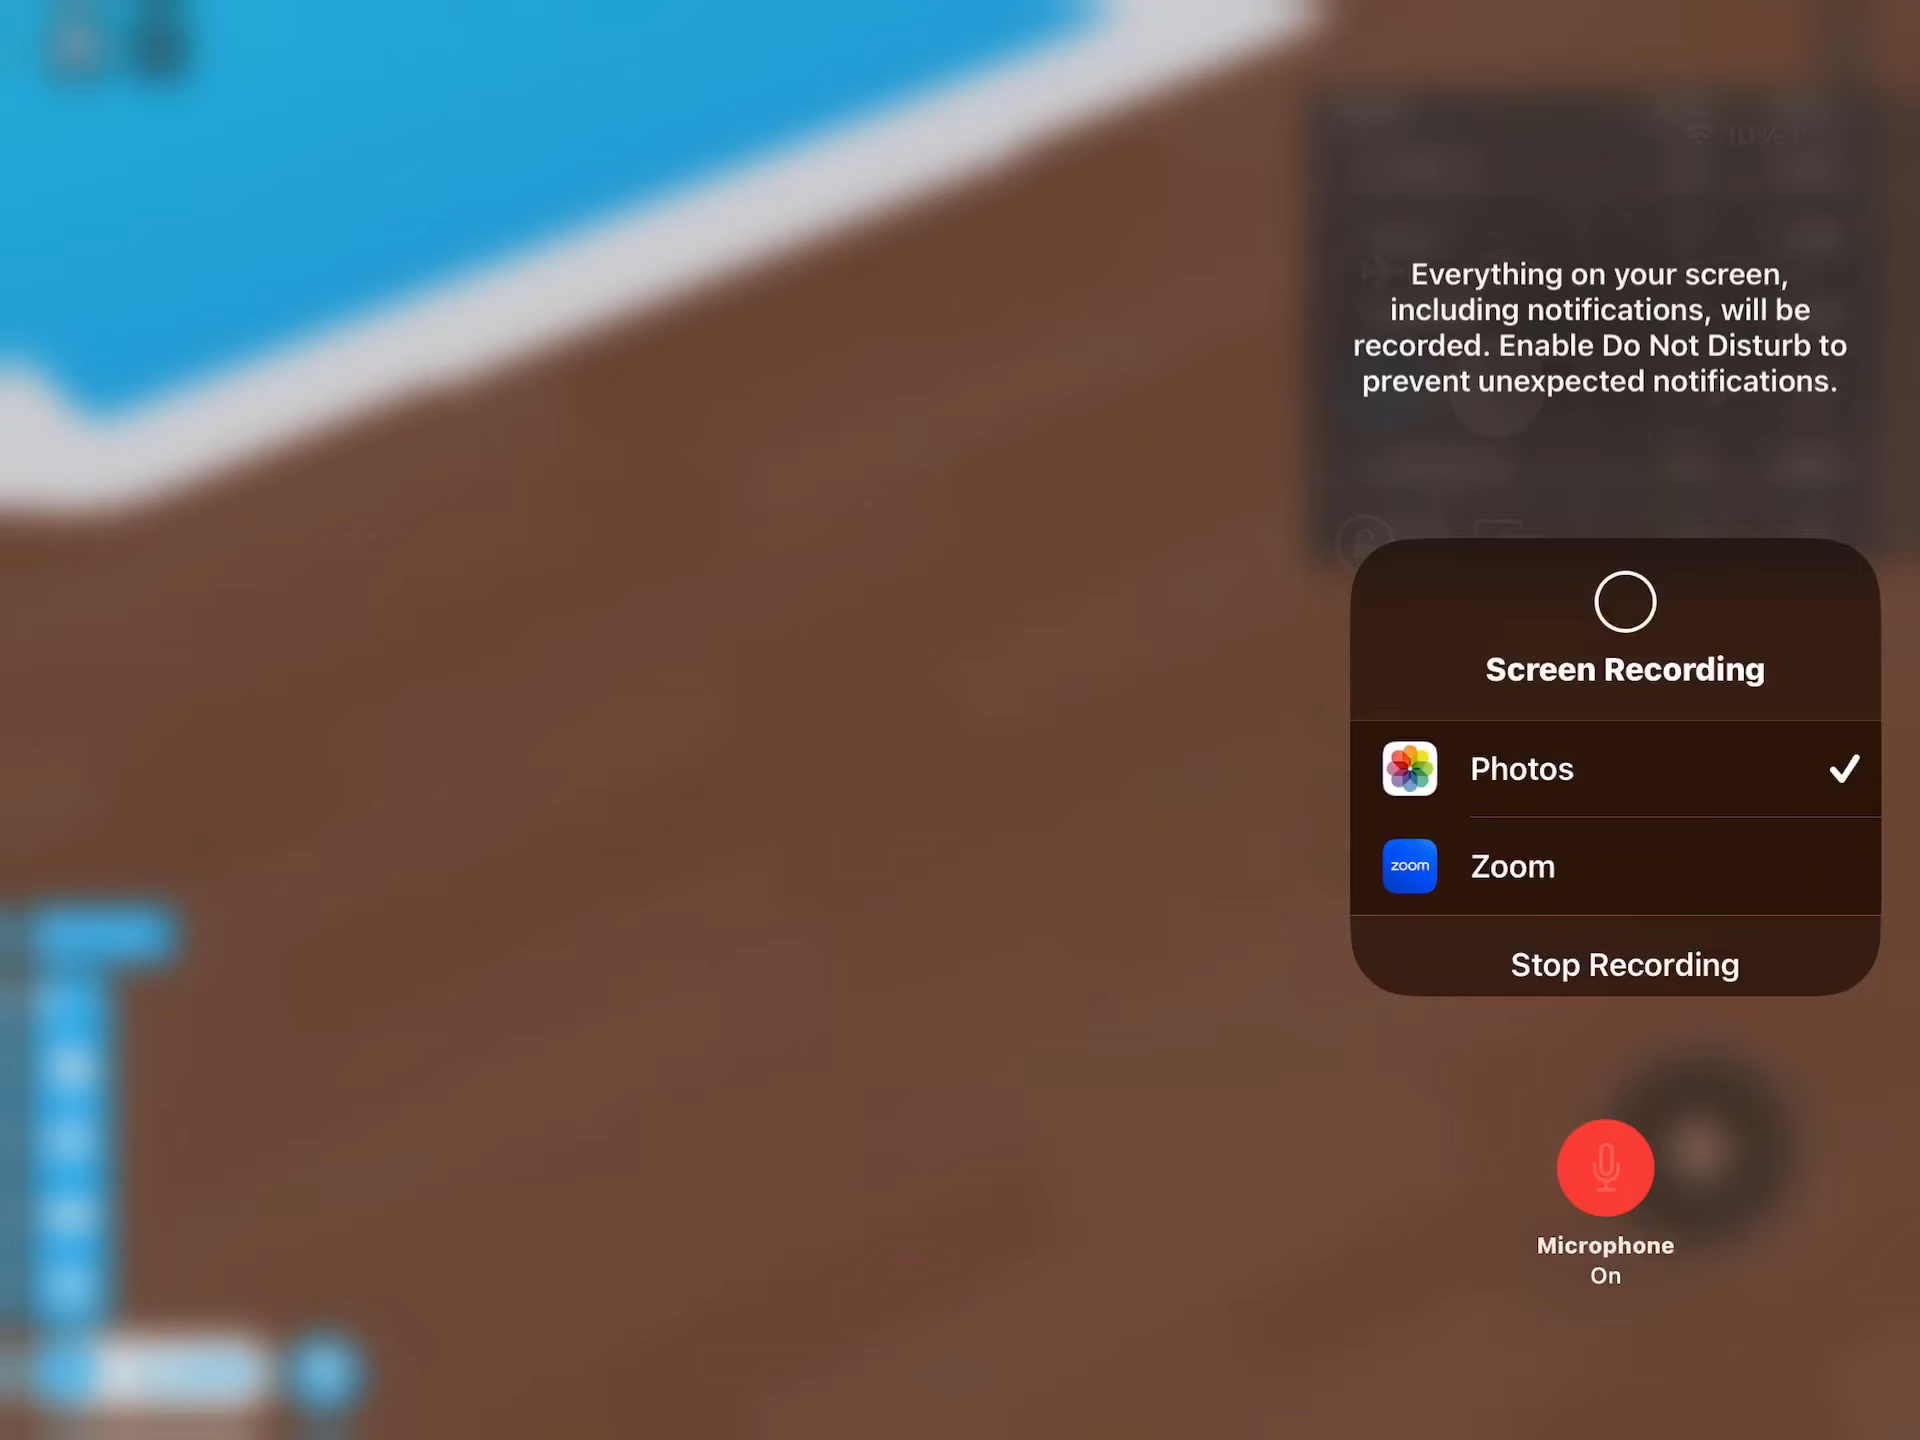 10%
Everything on your screen,
including notifications, will be
recorded. Enable Do Not Disturb to
prevent unexpected notifications.
Screen Recording
Photos
zoom
Zoom
Stop Recording
Microphone
On